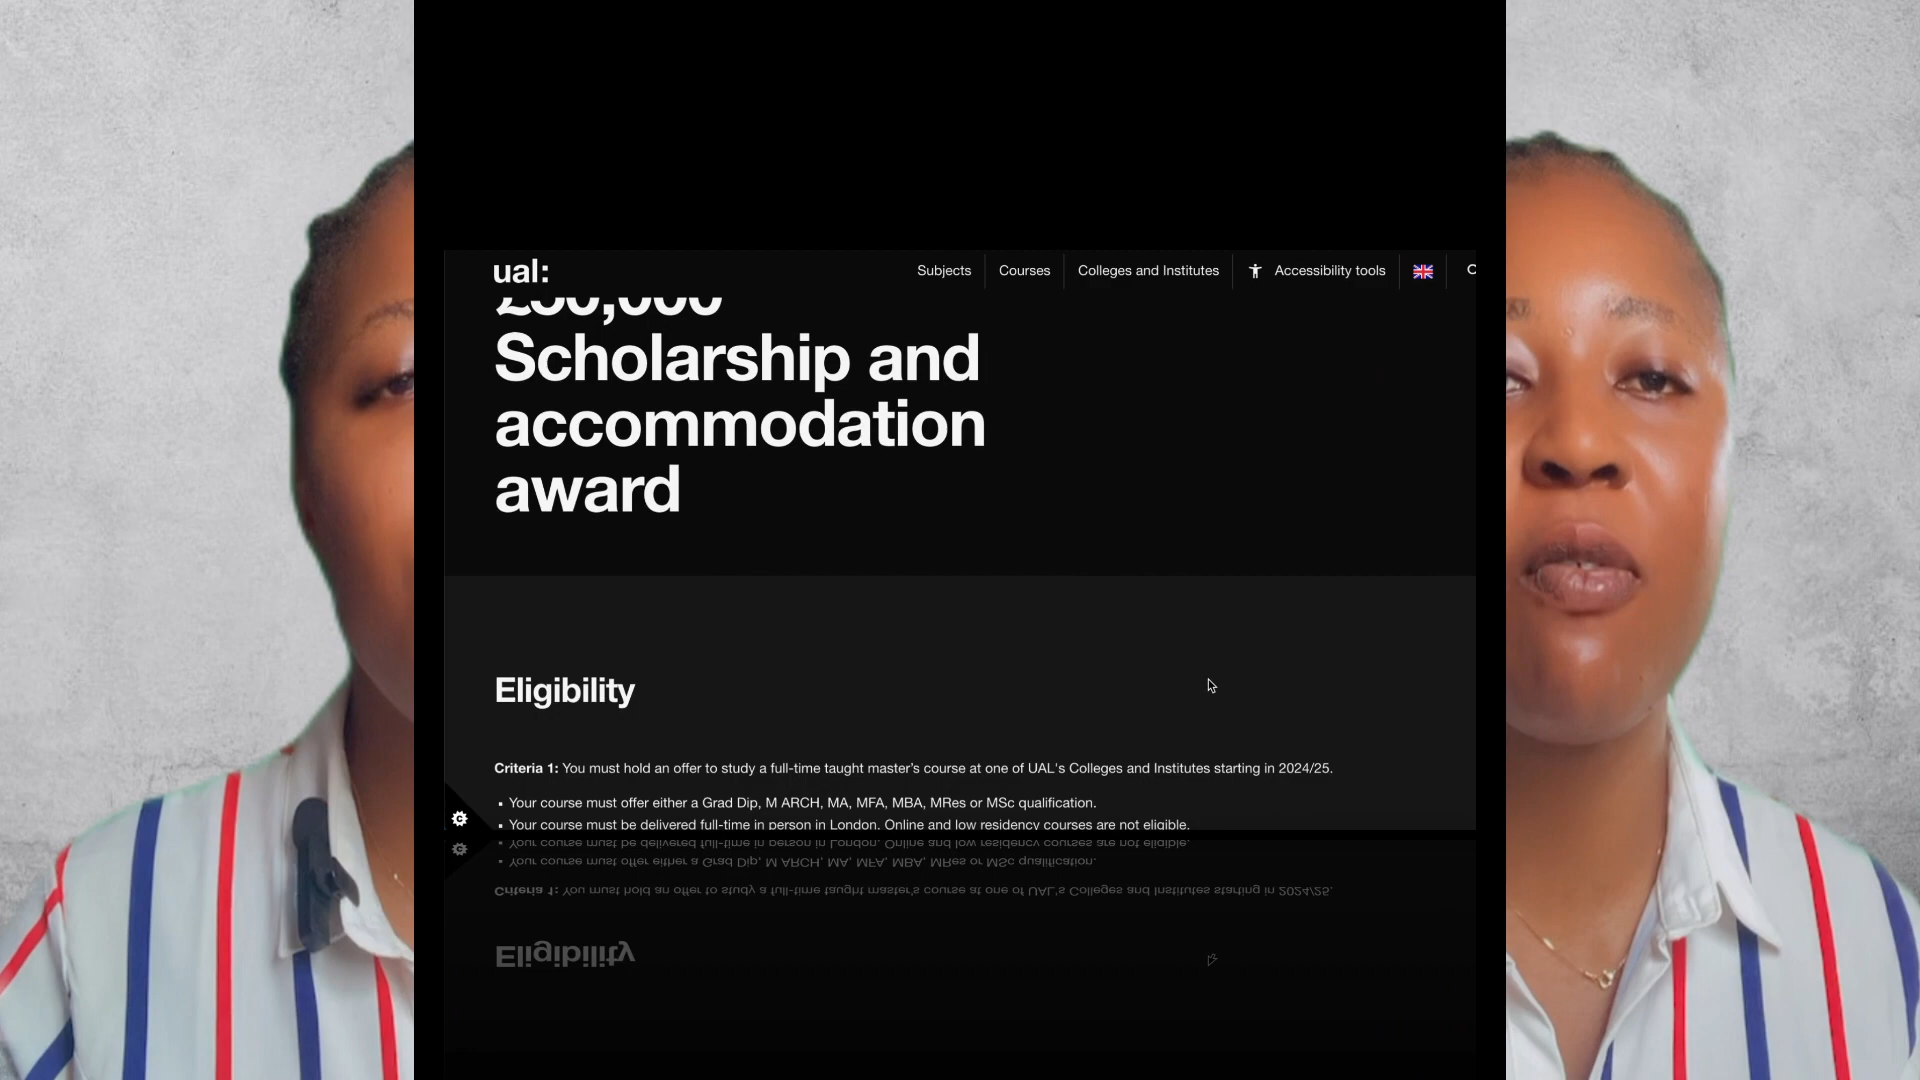 ual:
Subjects
Courses
Colleges and Institutes
Accessibility tools
Scholarship and
accommodation
award
Eligibility
Criteria 1: You must hold an offer to study a full-time taught master's course at one of UAL's Colleges and Institutes starting in 2024/25.
▪ Your course must offer either a Grad Dip, M ARCH, MA, MFA, MBA, MRes or MSc qualification.
▪ Your course must be delivered full-time in person in London. Online and low residency courses are not eligible.